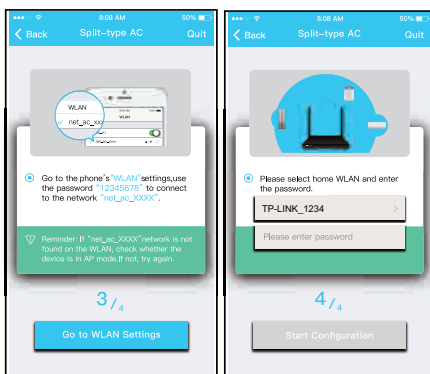 8:08 AM
50%
Back
Split-type AC
Quit
WLAN
net_ac_xxx
WLAN
Go to the phone's "WLAN"settings,use
the password "12345678" to connect
to the network "net_ac_XXXX".
Reminder: If "net_ac_XXXX"network is not
found on the WLAN, check whether the
device is in AP mode.If not, try again.
3/4
Go to WLAN Settings
8:08 AM
50%
Back
Split-type AC
Quit
Please select home WLAN and enter
the password.
TP-LINK_1234
Please enter password
4/4
Start Configuration